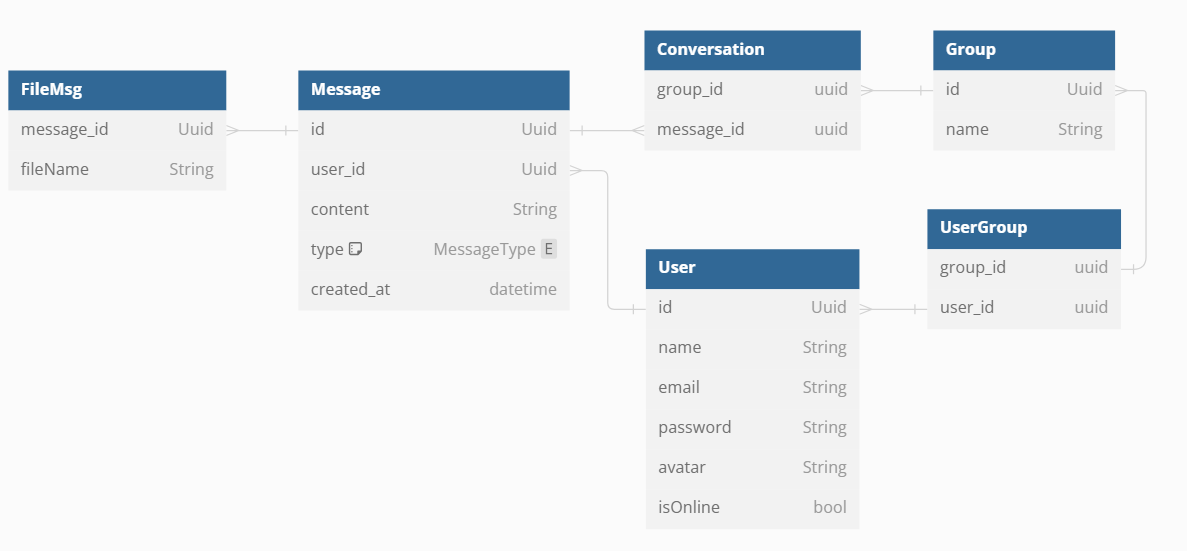 FileMsg
message_id Uuid
fileName String
Message
id Uuid
user_id Uuid
content String
type MessageType E
created_at datetime
Conversation
group_id uuid
message_id uuid
Group
id Uuid
name String
UserGroup
group_id uuid
user_id uuid
User
id Uuid
name String
email String
password String
avatar String
isOnline bool